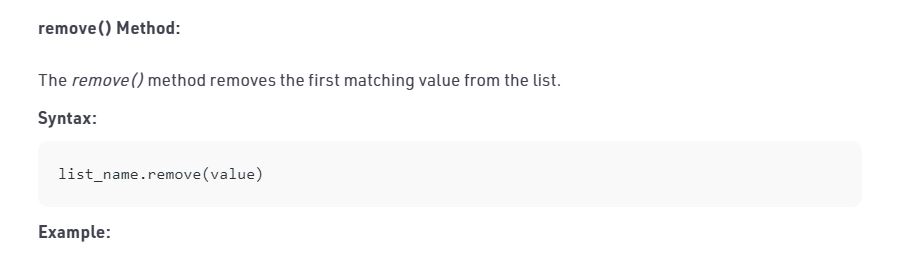 remove() Method:
The remove() method removes the first matching value from the list.
Syntax:
list_name.remove(value)
Example: